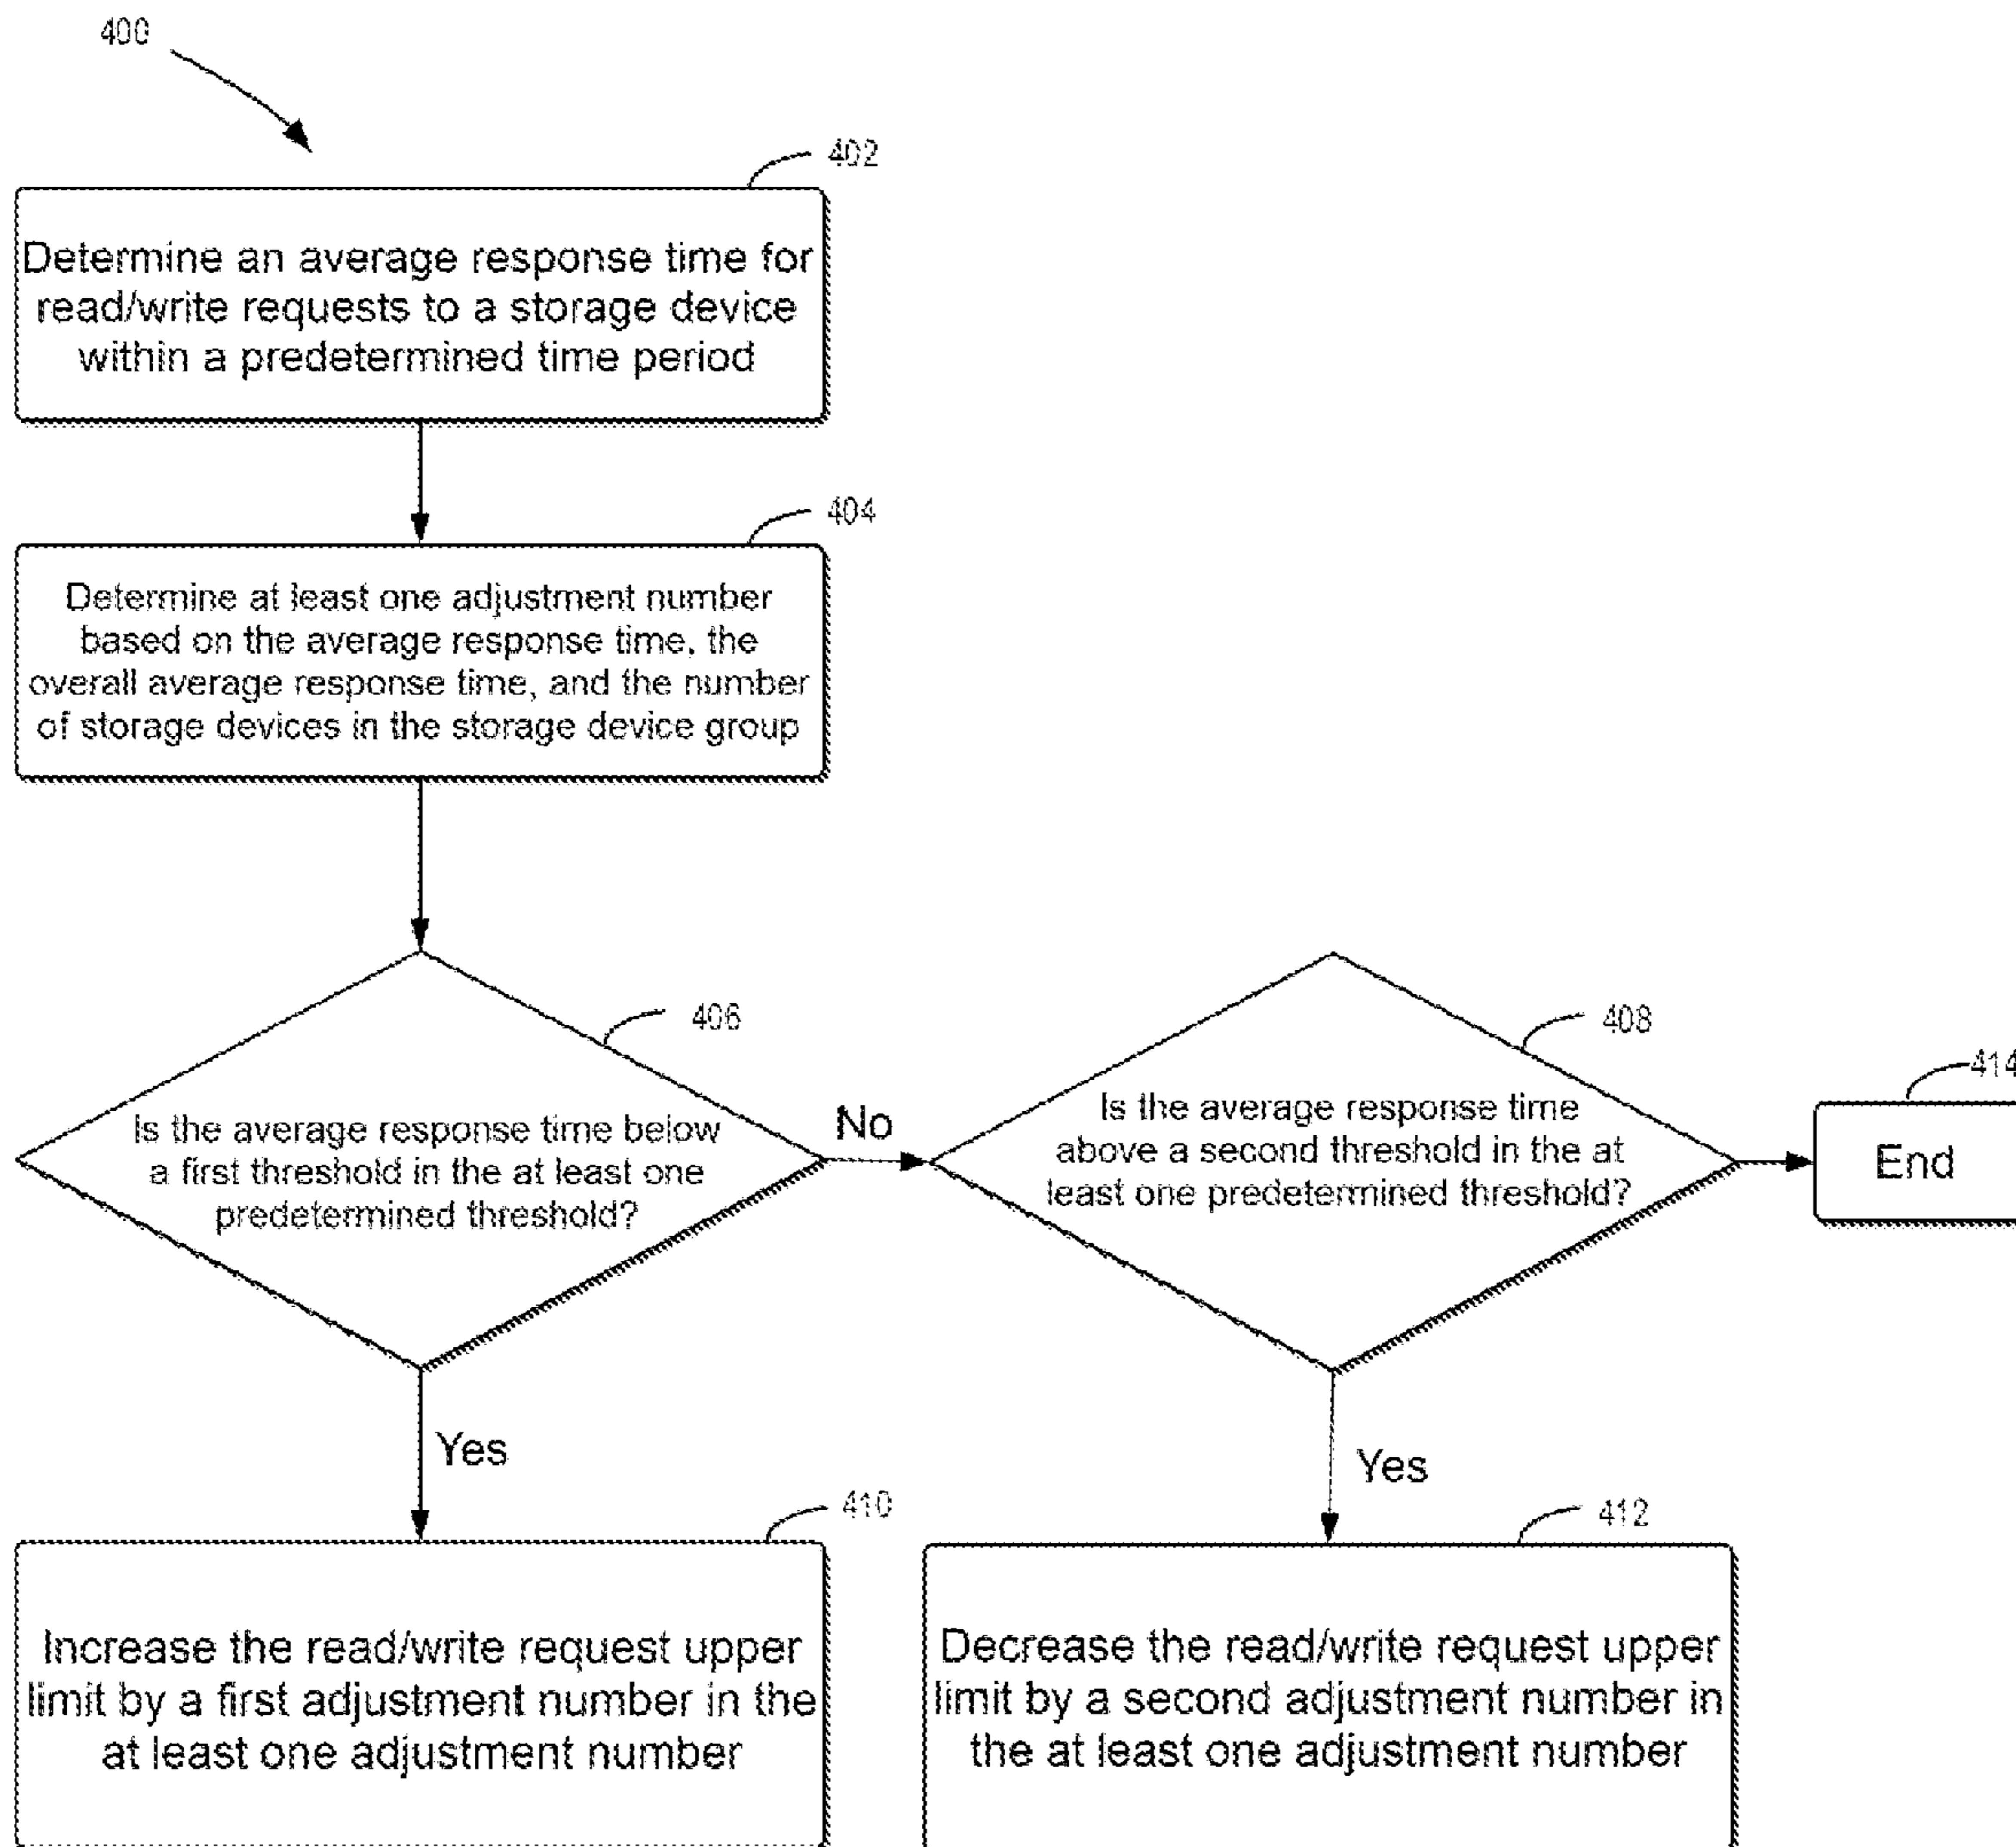 400
402
Determine an average response time for
read/write requests to a storage device
within a predetermined time period
404
Determine at least one adjustment number
based on the average response time, the
overall average response time, and the number
of storage devices in the storage device group
406
Is the average response time below
a first threshold in the at least one
predetermined threshold?
No
408
Is the average response time
above a second threshold in the at
least one predetermined threshold?
414
End
Yes
Yes
410
Increase the read/write request upper
limit by a first adjustment number in the
at least one adjustment number
412
Decrease the read/write request upper
limit by a second adjustment number in
the at least one adjustment number